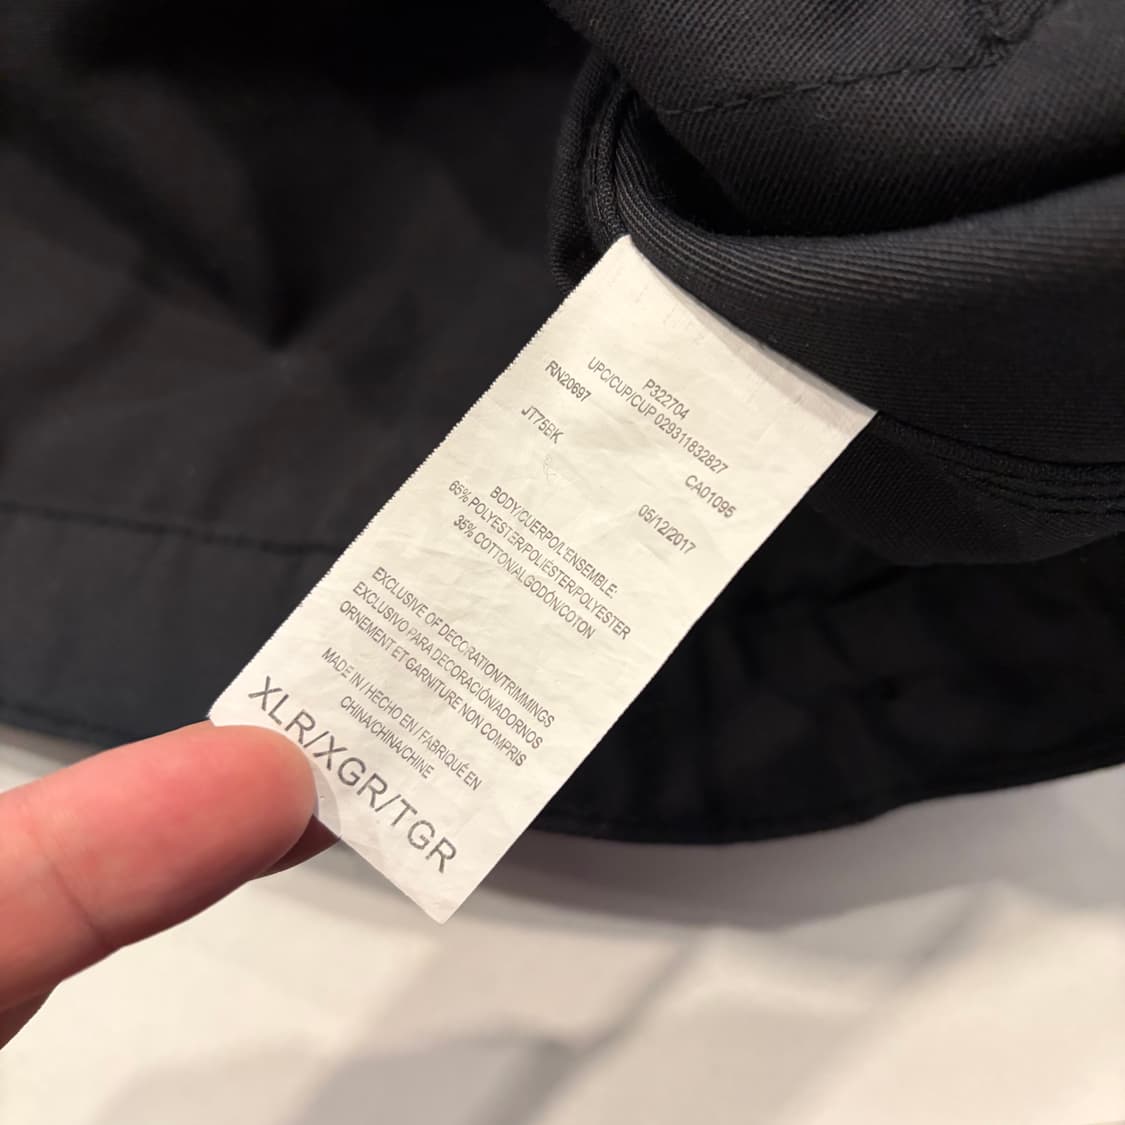 P322704
UPC/CUP/CUP 029311832827
RN20697 CA01095
JT75BK 05/12/2017
BODY/CUERPO/L'ENSEMBLE:
65% POLYESTER/POLIÉSTER/POLYESTER
35% COTTON/ALGODÓN/COTON
EXCLUSIVE OF DECORATION/TRIMMINGS
EXCLUSIVO PARA DECORACIÓN/ADORNOS
ORNEMENT ET GARNITURE NON COMPRIS
MADE IN / HECHO EN / FABRIQUÉ EN
CHINA/CHINA/CHINE
XLR/XGR/TGR